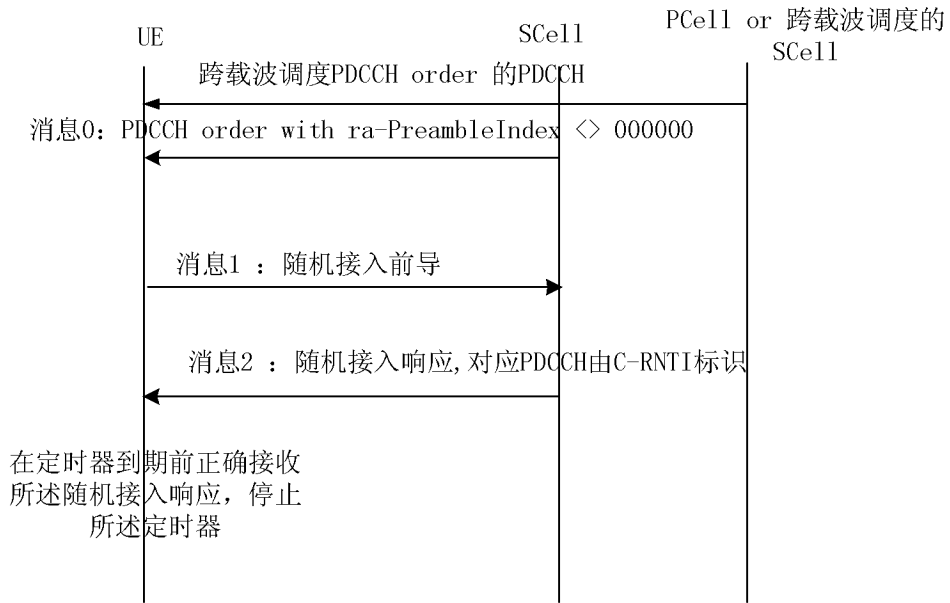 UE
SCell
PCell or 跨载波调度的
SCell
跨载波调度PDCCH order 的PDCCH
消息0：PDCCH order with ra-PreambleIndex <> 000000
消息1 ：随机接入前导
消息2 ：随机接入响应,对应PDCCH由C-RNTI标识
在定时器到期前正确接收
所述随机接入响应，停止
所述定时器